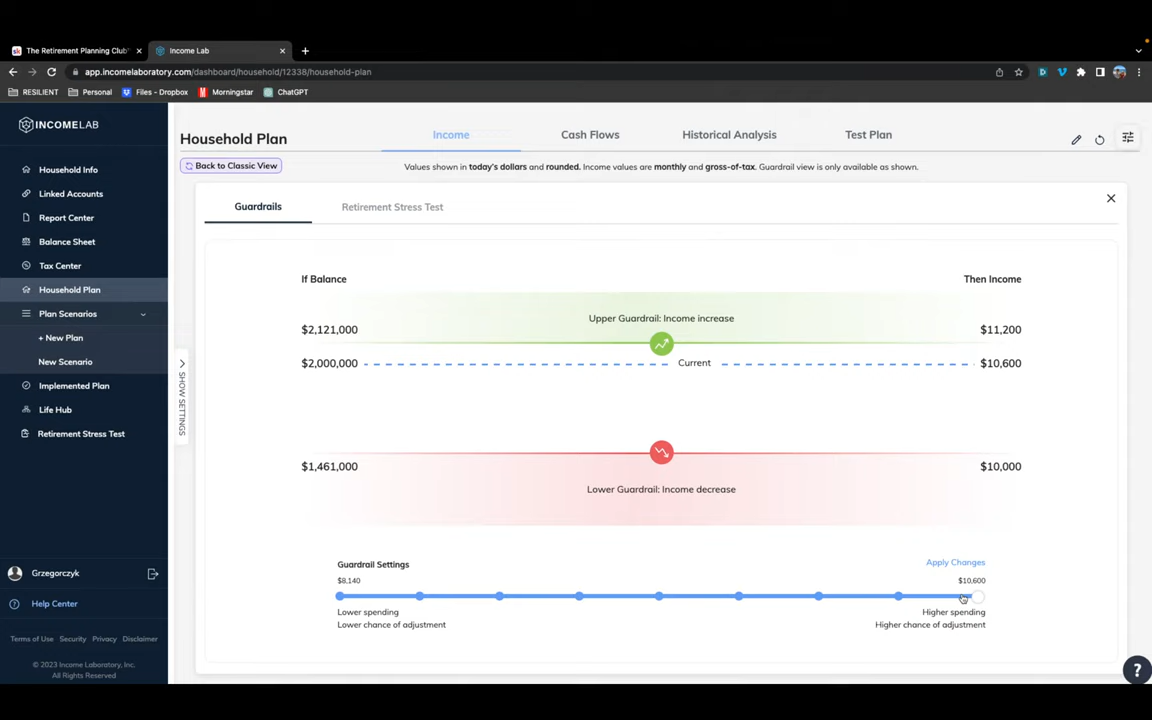 The Retirement Planning Club'
Income Lab
app.incomelaboratory.com/dashboard/household/12338/household-plan
RESILIENT
Personal
Files - Dropbox
Morningstar
ChatGPT
INCOMELAB
Household Info
Linked Accounts
Report Center
Balance Sheet
Tax Center
Household Plan
Plan Scenarios
+ New Plan
New Scenario
Implemented Plan
Life Hub
Retirement Stress Test
Grzegorczyk
Help Center
Terms of Use Security Privacy Disclaimer
© 2023 Income Laboratory, Inc.
All Rights Reserved
Household Plan
Income
Cash Flows
Historical Analysis
Test Plan
Back to Classic View
Values shown in today's dollars and rounded. Income values are monthly and gross-of-tax. Guardrail view is only available as shown.
SHOW SETTINGS
Guardrails
Retirement Stress Test
If Balance
Then Income
Upper Guardrail: Income increase
$2,121,000
$11,200
$2,000,000
Current
$10,600
$1,461,000
$10,000
Lower Guardrail: Income decrease
Guardrail Settings
Apply Changes
$8,140
$10,600
Lower spending
Higher spending
Lower chance of adjustment
Higher chance of adjustment
?